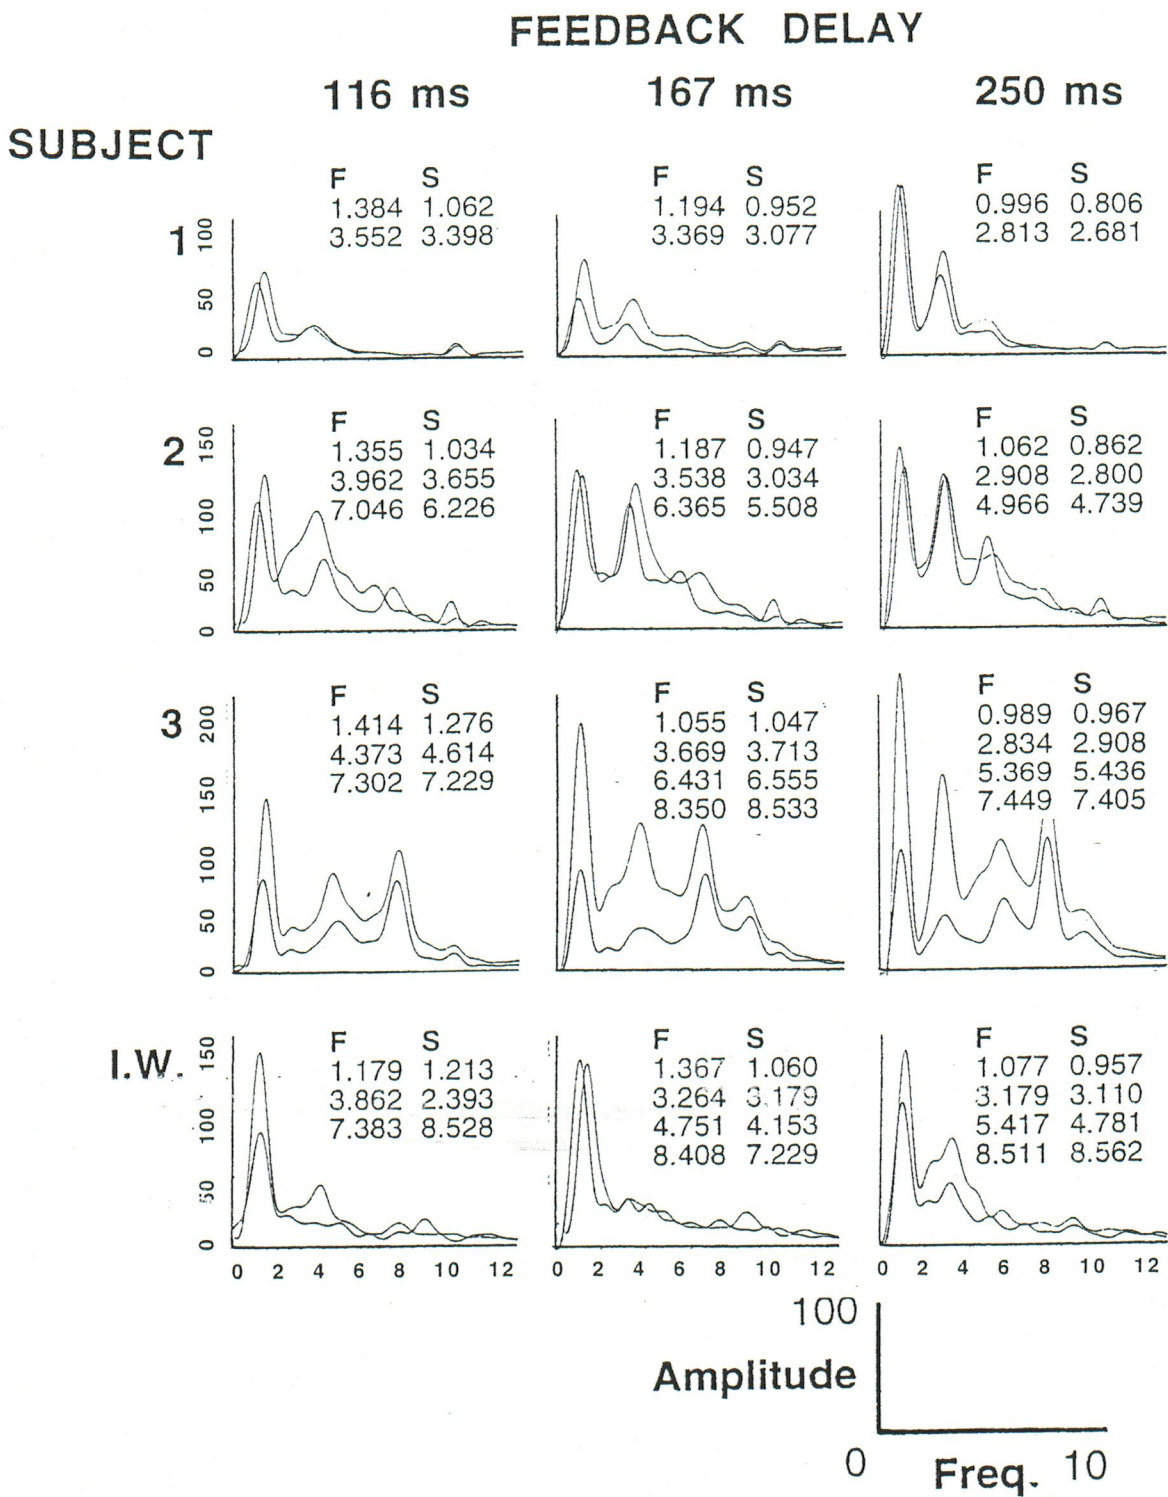 FEEDBACK DELAY
116 ms 167 ms 250 ms
SUBJECT
1
100
50
0
F S
1.384 1.062
3.552 3.398
F S
1.194 0.952
3.369 3.077
F S
0.996 0.806
2.813 2.681
2
150
100
50
0
F S
1.355 1.034
3.962 3.655
7.046 6.226
F S
1.187 0.947
3.538 3.034
6.365 5.508
F S
1.062 0.862
2.908 2.800
4.966 4.739
3
200
150
100
50
0
F S
1.414 1.276
4.373 4.614
7.302 7.229
F S
1.055 1.047
3.669 3.713
6.431 6.555
8.350 8.533
F S
0.989 0.967
2.834 2.908
5.369 5.436
7.449 7.405
I.W.
150
100
50
0
F S
1.179 1.213
3.862 2.393
7.383 8.528
F S
1.367 1.060
3.264 3.179
4.751 4.153
8.408 7.229
F S
1.077 0.957
3.179 3.110
5.417 4.781
8.511 8.562
0 2 4 6 8 10 12
0 2 4 6 8 10 12
0 2 4 6 8 10 12
100
Amplitude
0 Freq. 10